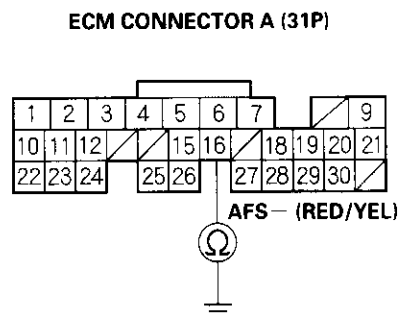 ECM CONNECTOR A (31P)
1 2 3 4 5 6 7 9
10 11 12 15 16 18 19 20 21
22 23 24 25 26 27 28 29 30
AFS— (RED/YEL)
Ω